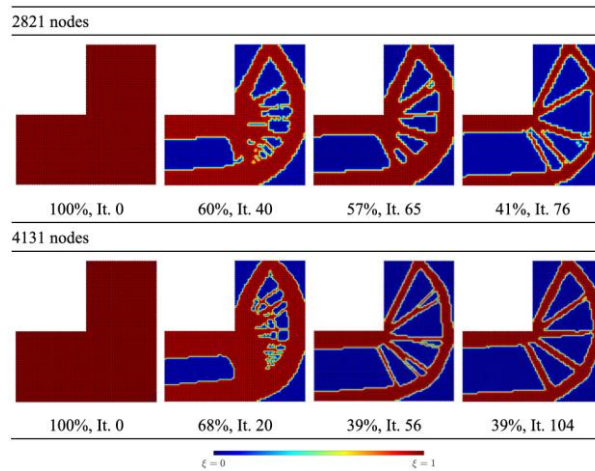 2821 nodes
100%, It. 0 60%, It. 40 57%, It. 65 41%, It. 76
4131 nodes
100%, It. 0 68%, It. 20 39%, It. 56 39%, It. 104
ξ = 0 ξ = 1